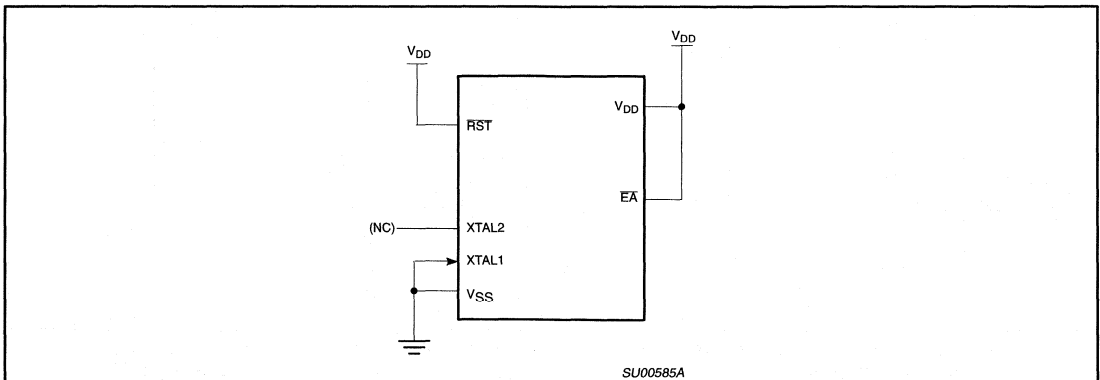 VDD
VDD
VDD
RST
EA
(NC)
XTAL2
XTAL1
VSS
SU00585A